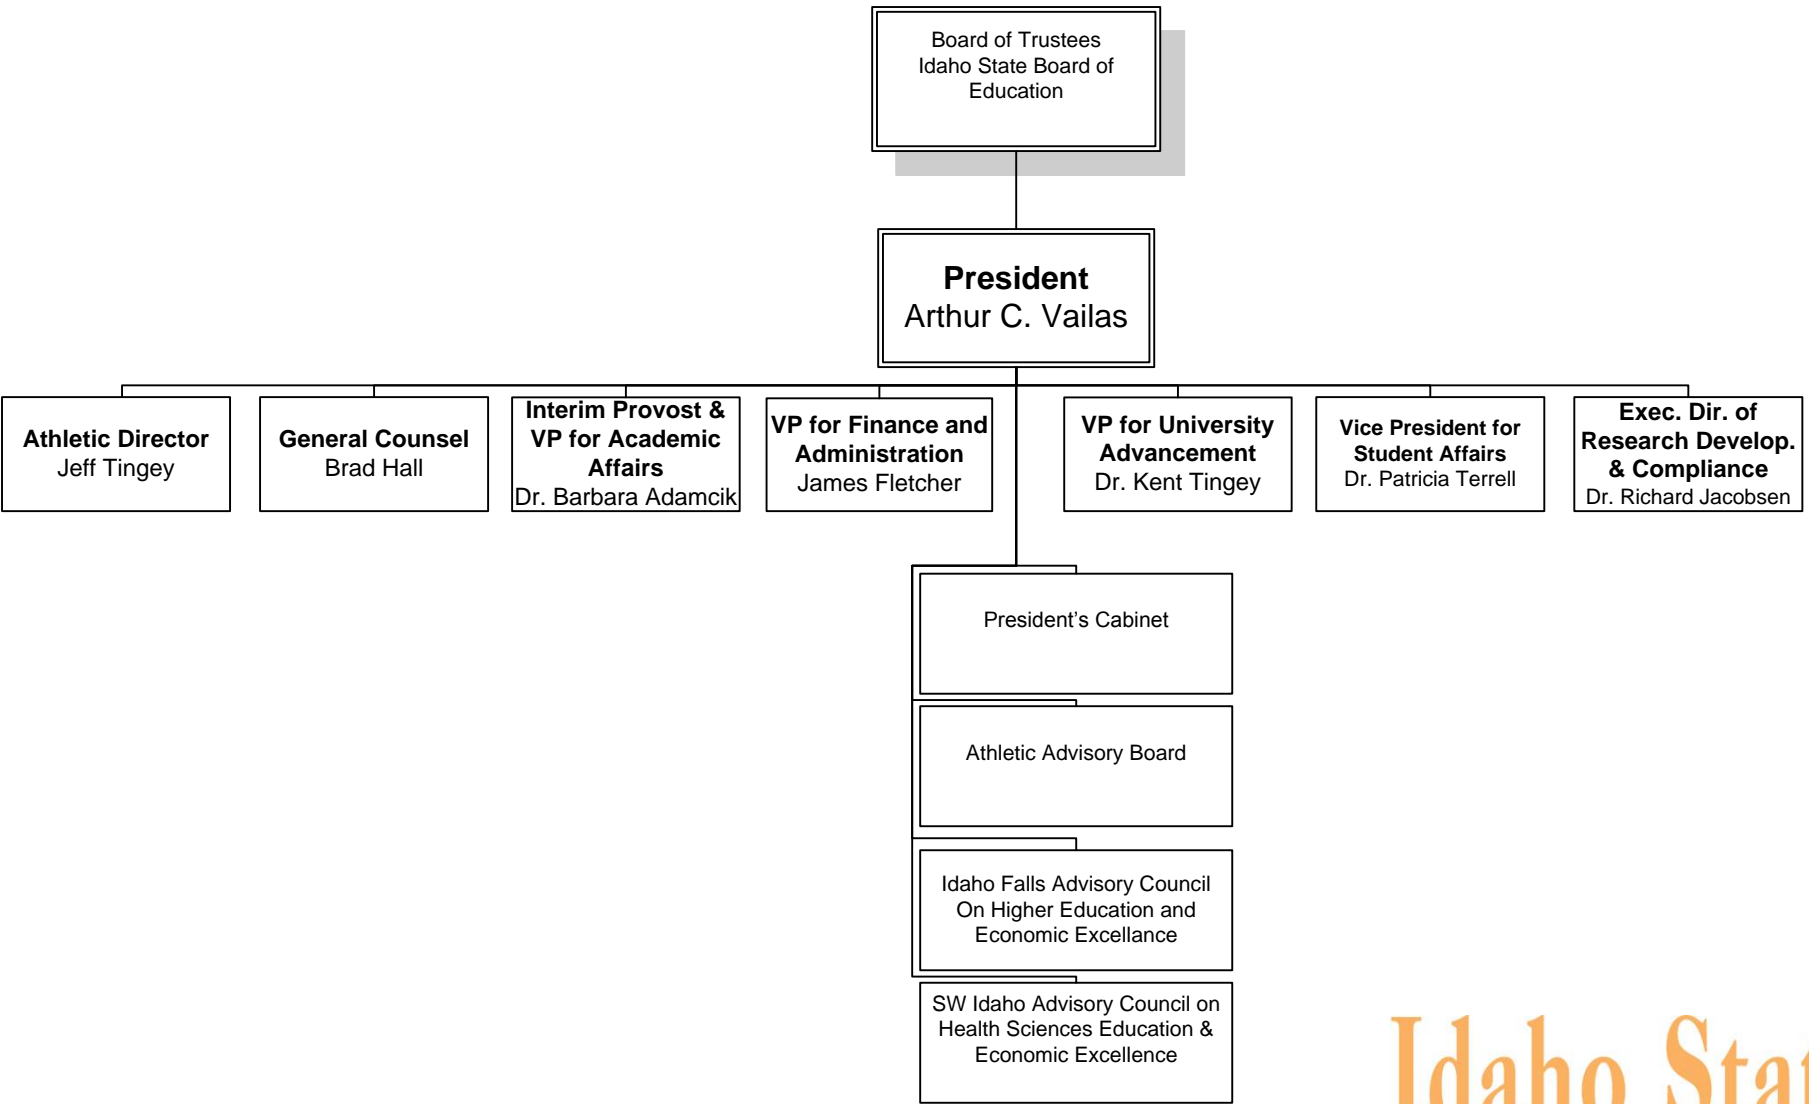 Board of Trustees
Idaho State Board of
Education
President
Arthur C. Vailas
Athletic Director
Jeff Tingey
General Counsel
Brad Hall
Interim Provost &
VP for Academic
Affairs
Dr. Barbara Adamcik
VP for Finance and
Administration
James Fletcher
VP for University
Advancement
Dr. Kent Tingey
Vice President for
Student Affairs
Dr. Patricia Terrell
Exec. Dir. of
Research Develop.
& Compliance
Dr. Richard Jacobsen
President’s Cabinet
Athletic Advisory Board
Idaho Falls Advisory Council
On Higher Education and
Economic Excellance
SW Idaho Advisory Council on
Health Sciences Education &
Economic Excellence
Idaho Stat